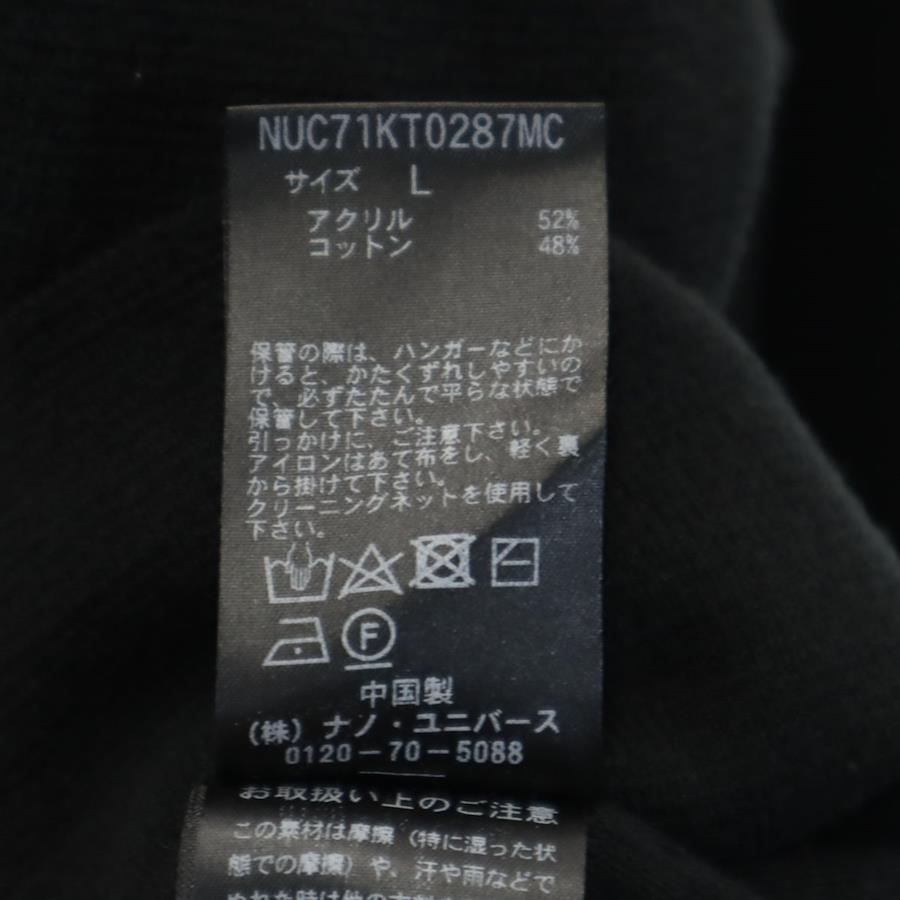 NUC71KT0287MC
サイズ L
アクリル 52%
コットン 48%
保管の際は、ハンガーなどにか
けると、かたくずれしやすいの
で、必ずたたんで平らな状態で
保管して下さい。
引っかけに、ご注意下さい。
アイロンはあて布をし、軽く裏
から掛けて下さい。
クリーニングネットを使用して
下さい。
F
中国製
(株) ナノ・ユニバース
0120-70-5088
お取扱い上のご注意
この素材は摩擦 (特に湿った状
態での摩擦) や、汗や雨などで
ぬれた時は他の